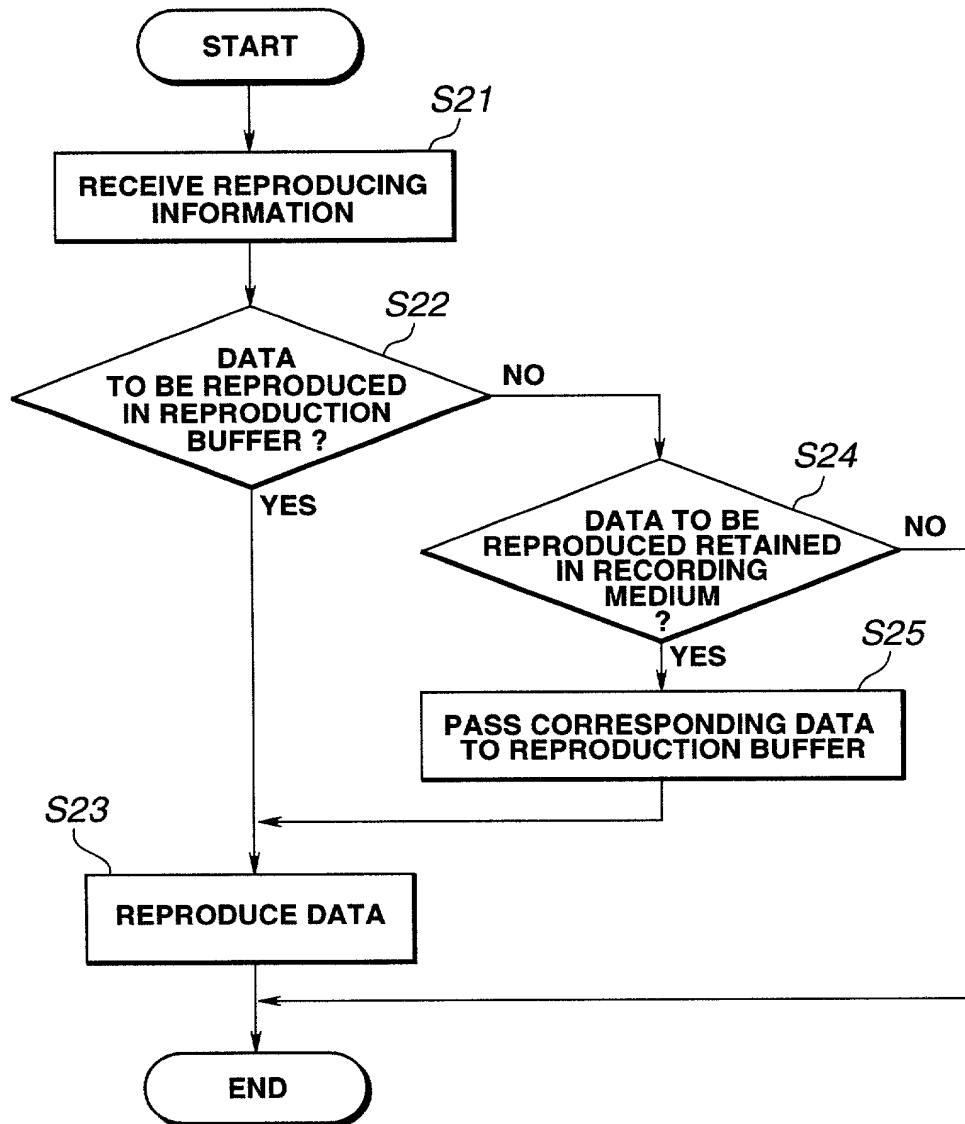 START
S21
RECEIVE REPRODUCING
INFORMATION
S22
DATA
TO BE REPRODUCED
IN REPRODUCTION
BUFFER ?
NO
YES
S24
DATA TO BE
REPRODUCED RETAINED
IN RECORDING
MEDIUM
?
NO
YES
S25
PASS CORRESPONDING DATA
TO REPRODUCTION BUFFER
S23
REPRODUCE DATA
END